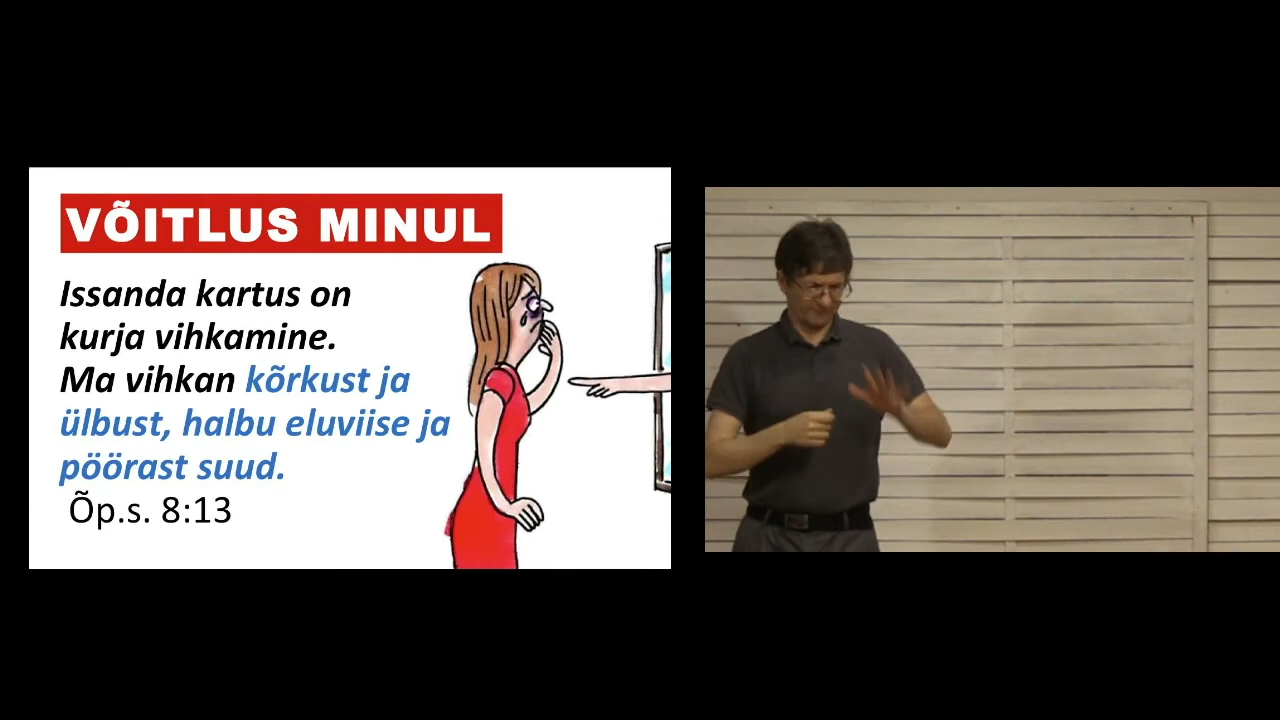 VÕITLUS MINUL
Issanda kartus on
kurja vihkamine.
Ma vihkan kõrkust ja
ülbust, halbu eluviise ja
pöörast suud.
Õp.s. 8:13